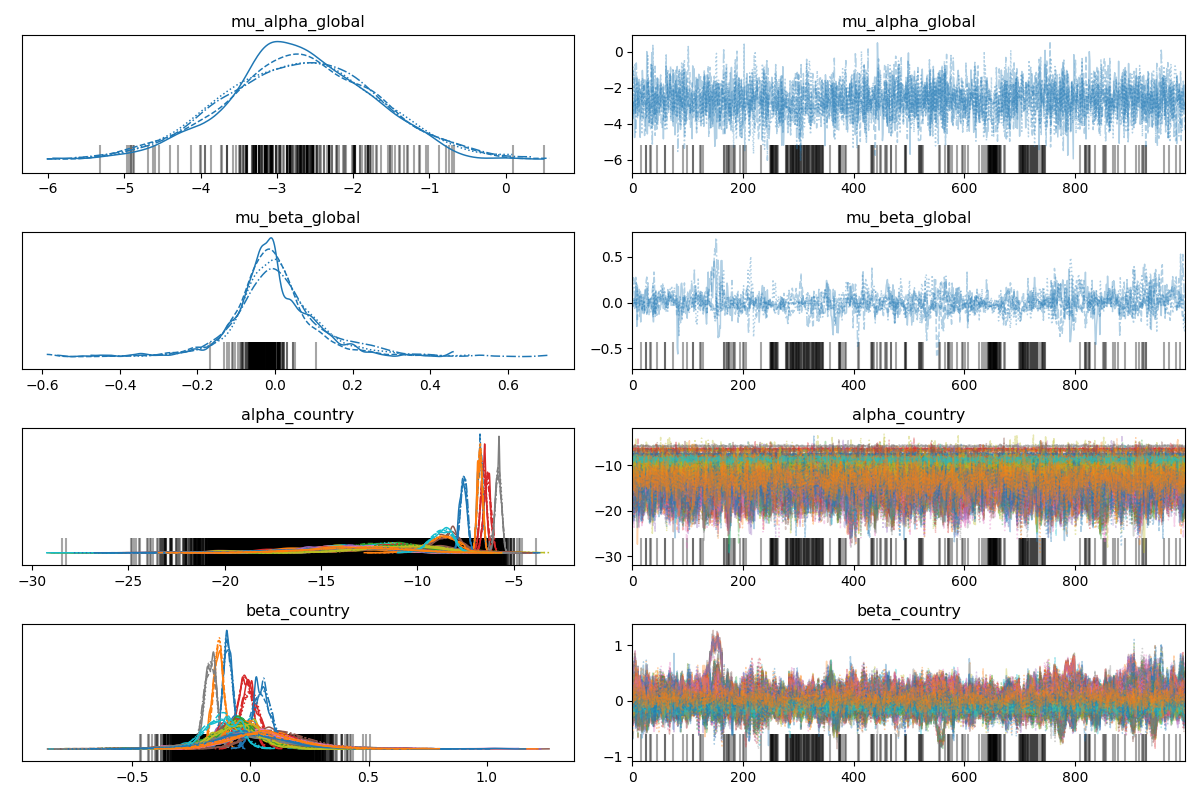 mu_alpha_global
−6 −5 −4 −3 −2 −1 0
mu_alpha_global
0
−2
−4
−6
0 200 400 600 800
mu_beta_global
−0.6 −0.4 −0.2 0.0 0.2 0.4 0.6
mu_beta_global
0.5
0.0
−0.5
0 200 400 600 800
alpha_country
−30 −25 −20 −15 −10 −5
alpha_country
−10
−20
−30
0 200 400 600 800
beta_country
−0.5 0.0 0.5 1.0
beta_country
1
0
−1
0 200 400 600 800